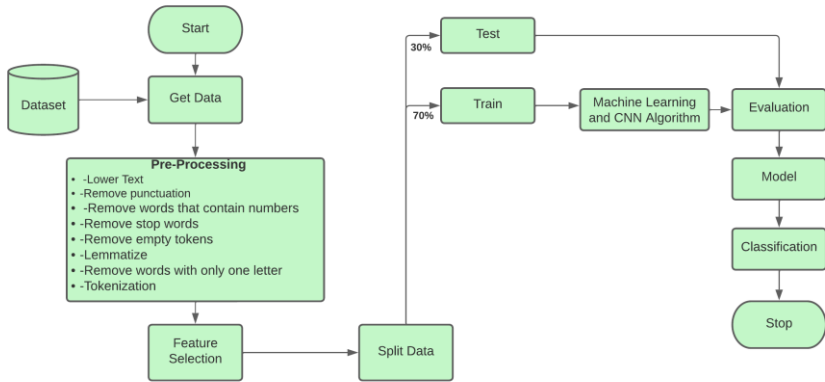 Start
Dataset
Get Data
Pre-Processing
• -Lower Text
• -Remove punctuation
• -Remove words that contain numbers
• -Remove stop words
• -Remove empty tokens
• -Lemmatize
• -Remove words with only one letter
• -Tokenization
Feature
Selection
Split Data
30%
Test
70%
Train
Machine Learning
and CNN Algorithm
Evaluation
Model
Classification
Stop